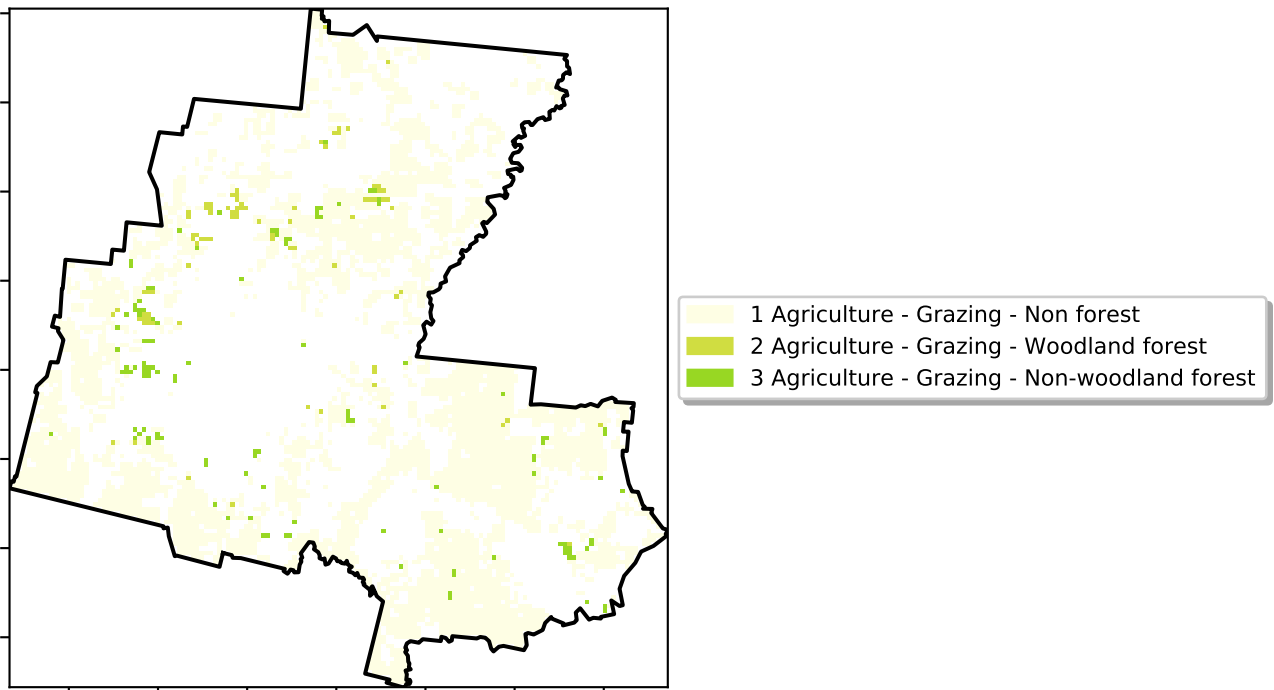 1 Agriculture - Grazing - Non forest
2 Agriculture - Grazing - Woodland forest
3 Agriculture - Grazing - Non-woodland forest